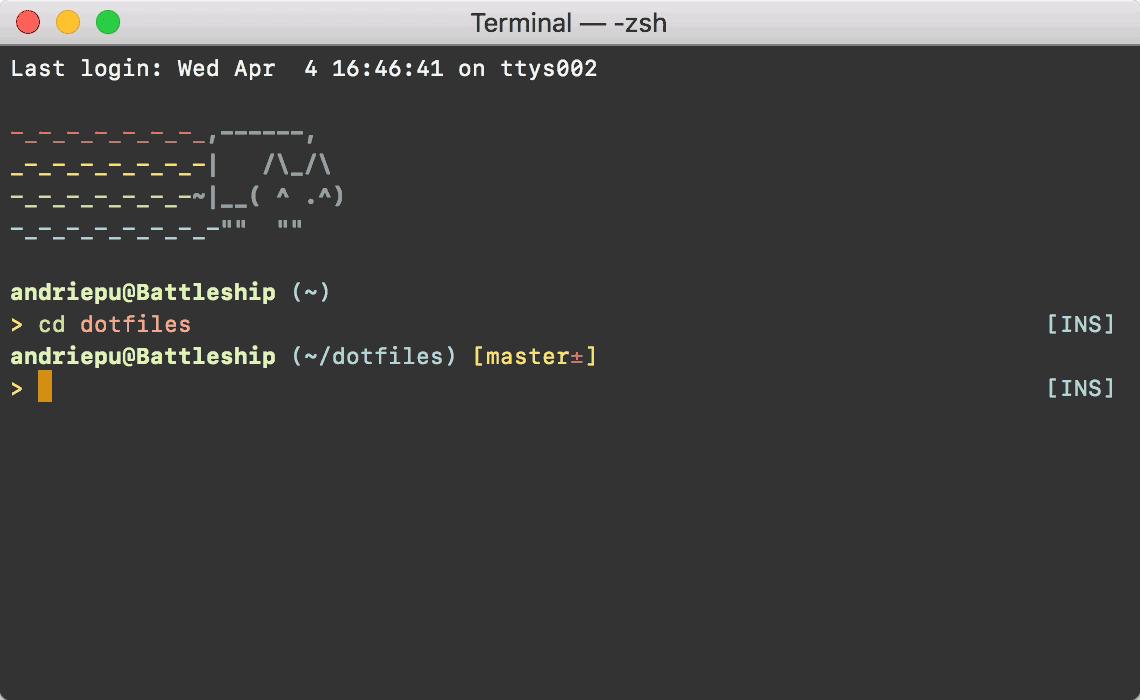 Terminal — -zsh
Last login: Wed Apr  4 16:46:41 on ttys002
-_-_-_-_-_-_-_,------,
_-_-_-_-_-_-_-|   /\_/\
-_-_-_-_-_-_-~|__( ^ .^)
-_-_-_-_-_-_-_-""  ""
andriepu@Battleship (~)
> cd dotfiles [INS]
andriepu@Battleship (~/dotfiles) [master±]
> [INS]